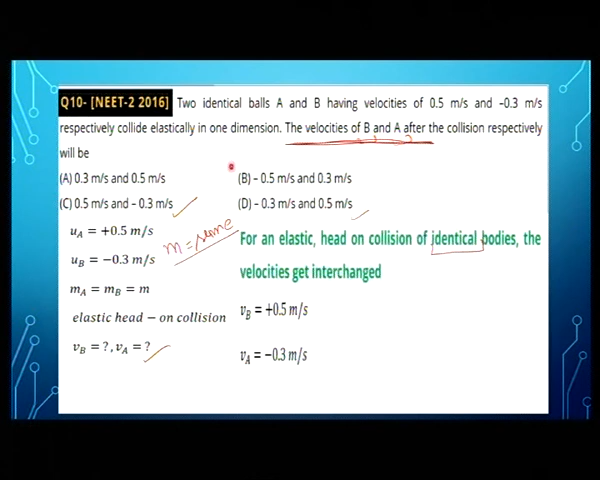 Q10- [NEET-2 2016] Two identical balls A and B having velocities of 0.5 m/s and –0.3 m/s
respectively collide elastically in one dimension. The velocities of B and A after the collision respectively
will be
(A) 0.3 m/s and 0.5 m/s (B) – 0.5 m/s and 0.3 m/s
(C) 0.5 m/s and – 0.3 m/s (D) – 0.3 m/s and 0.5 m/s
u_A = +0.5 m/s
m = same
For an elastic, head on collision of identical bodies, the
u_B = −0.3 m/s
velocities get interchanged
m_A = m_B = m
elastic head − on collision
v_B = +0.5 m/s
v_B = ?, v_A = ?
v_A = −0.3 m/s